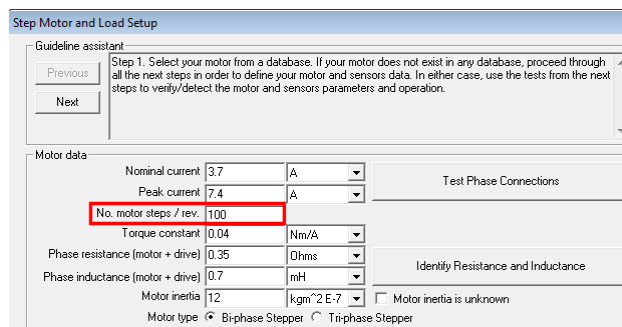 Step Motor and Load Setup
Guideline assistant
Previous
Next
Step 1. Select your motor from a database. If your motor does not exist in any database, proceed through
all the next steps in order to define your motor and sensors data. In either case, use the tests from the next
steps to verify/detect the motor and sensors parameters and operation.
Motor data
Nominal current 3.7 A
Test Phase Connections
Peak current 7.4 A
No. motor steps / rev. 100
Torque constant 0.04 Nm/A
Phase resistance (motor + drive) 0.35 Ohms
Identify Resistance and Inductance
Phase inductance (motor + drive) 0.7 mH
Motor inertia 12 kgm^2 E-7 Motor inertia is unknown
Motor type Bi-phase Stepper Tri-phase Stepper